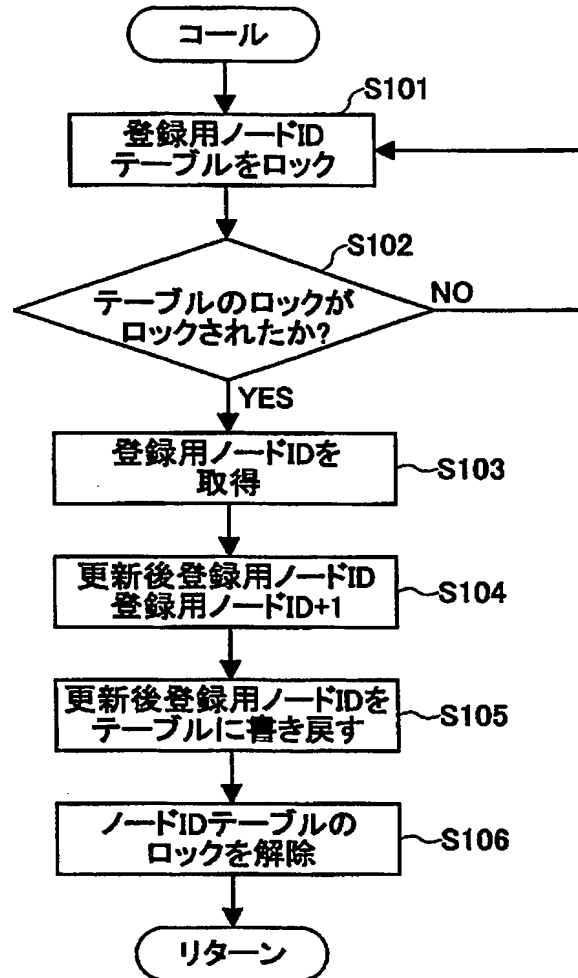 コール
S101
登録用ノードID
テーブルをロック
S102
テーブルのロックが
ロックされたか?
NO
YES
登録用ノードIDを
取得
S103
更新後登録用ノードID
登録用ノードID+1
S104
更新後登録用ノードIDを
テーブルに書き戻す
S105
ノードIDテーブルの
ロックを解除
S106
リターン